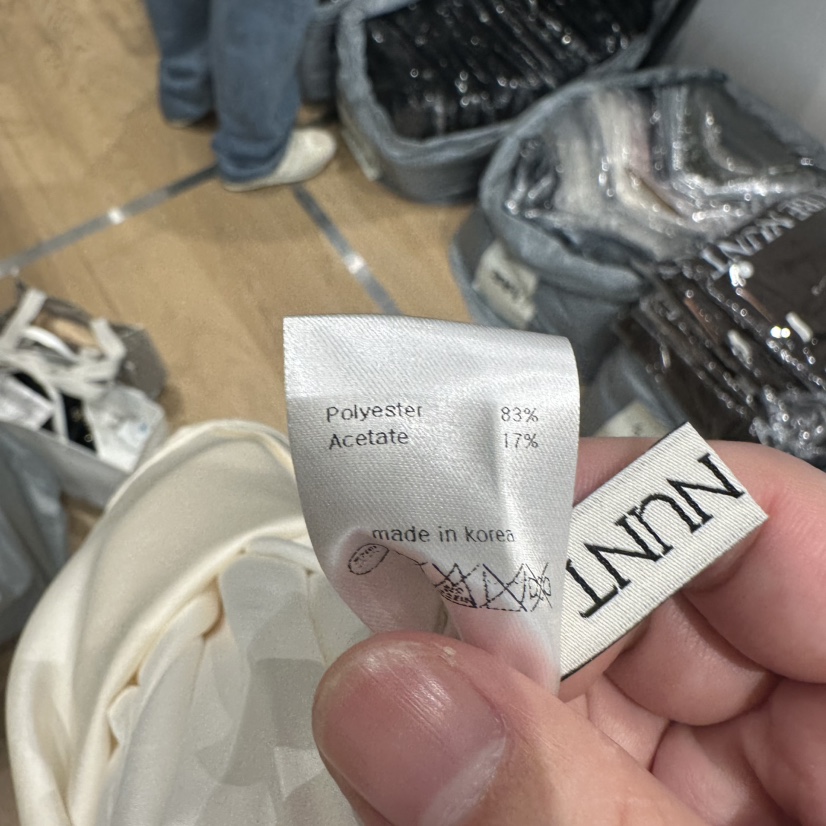 Polyester 83%
Acetate 17%
made in korea
NUNT